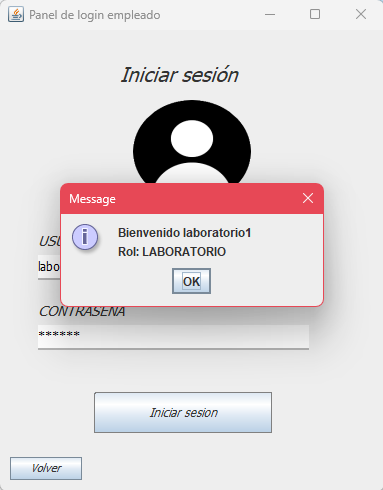 Panel de login empleado
Iniciar sesión
Message
Bienvenido laboratorio1
Rol: LABORATORIO
OK
CONTRASEÑA
******
Iniciar sesion
Volver